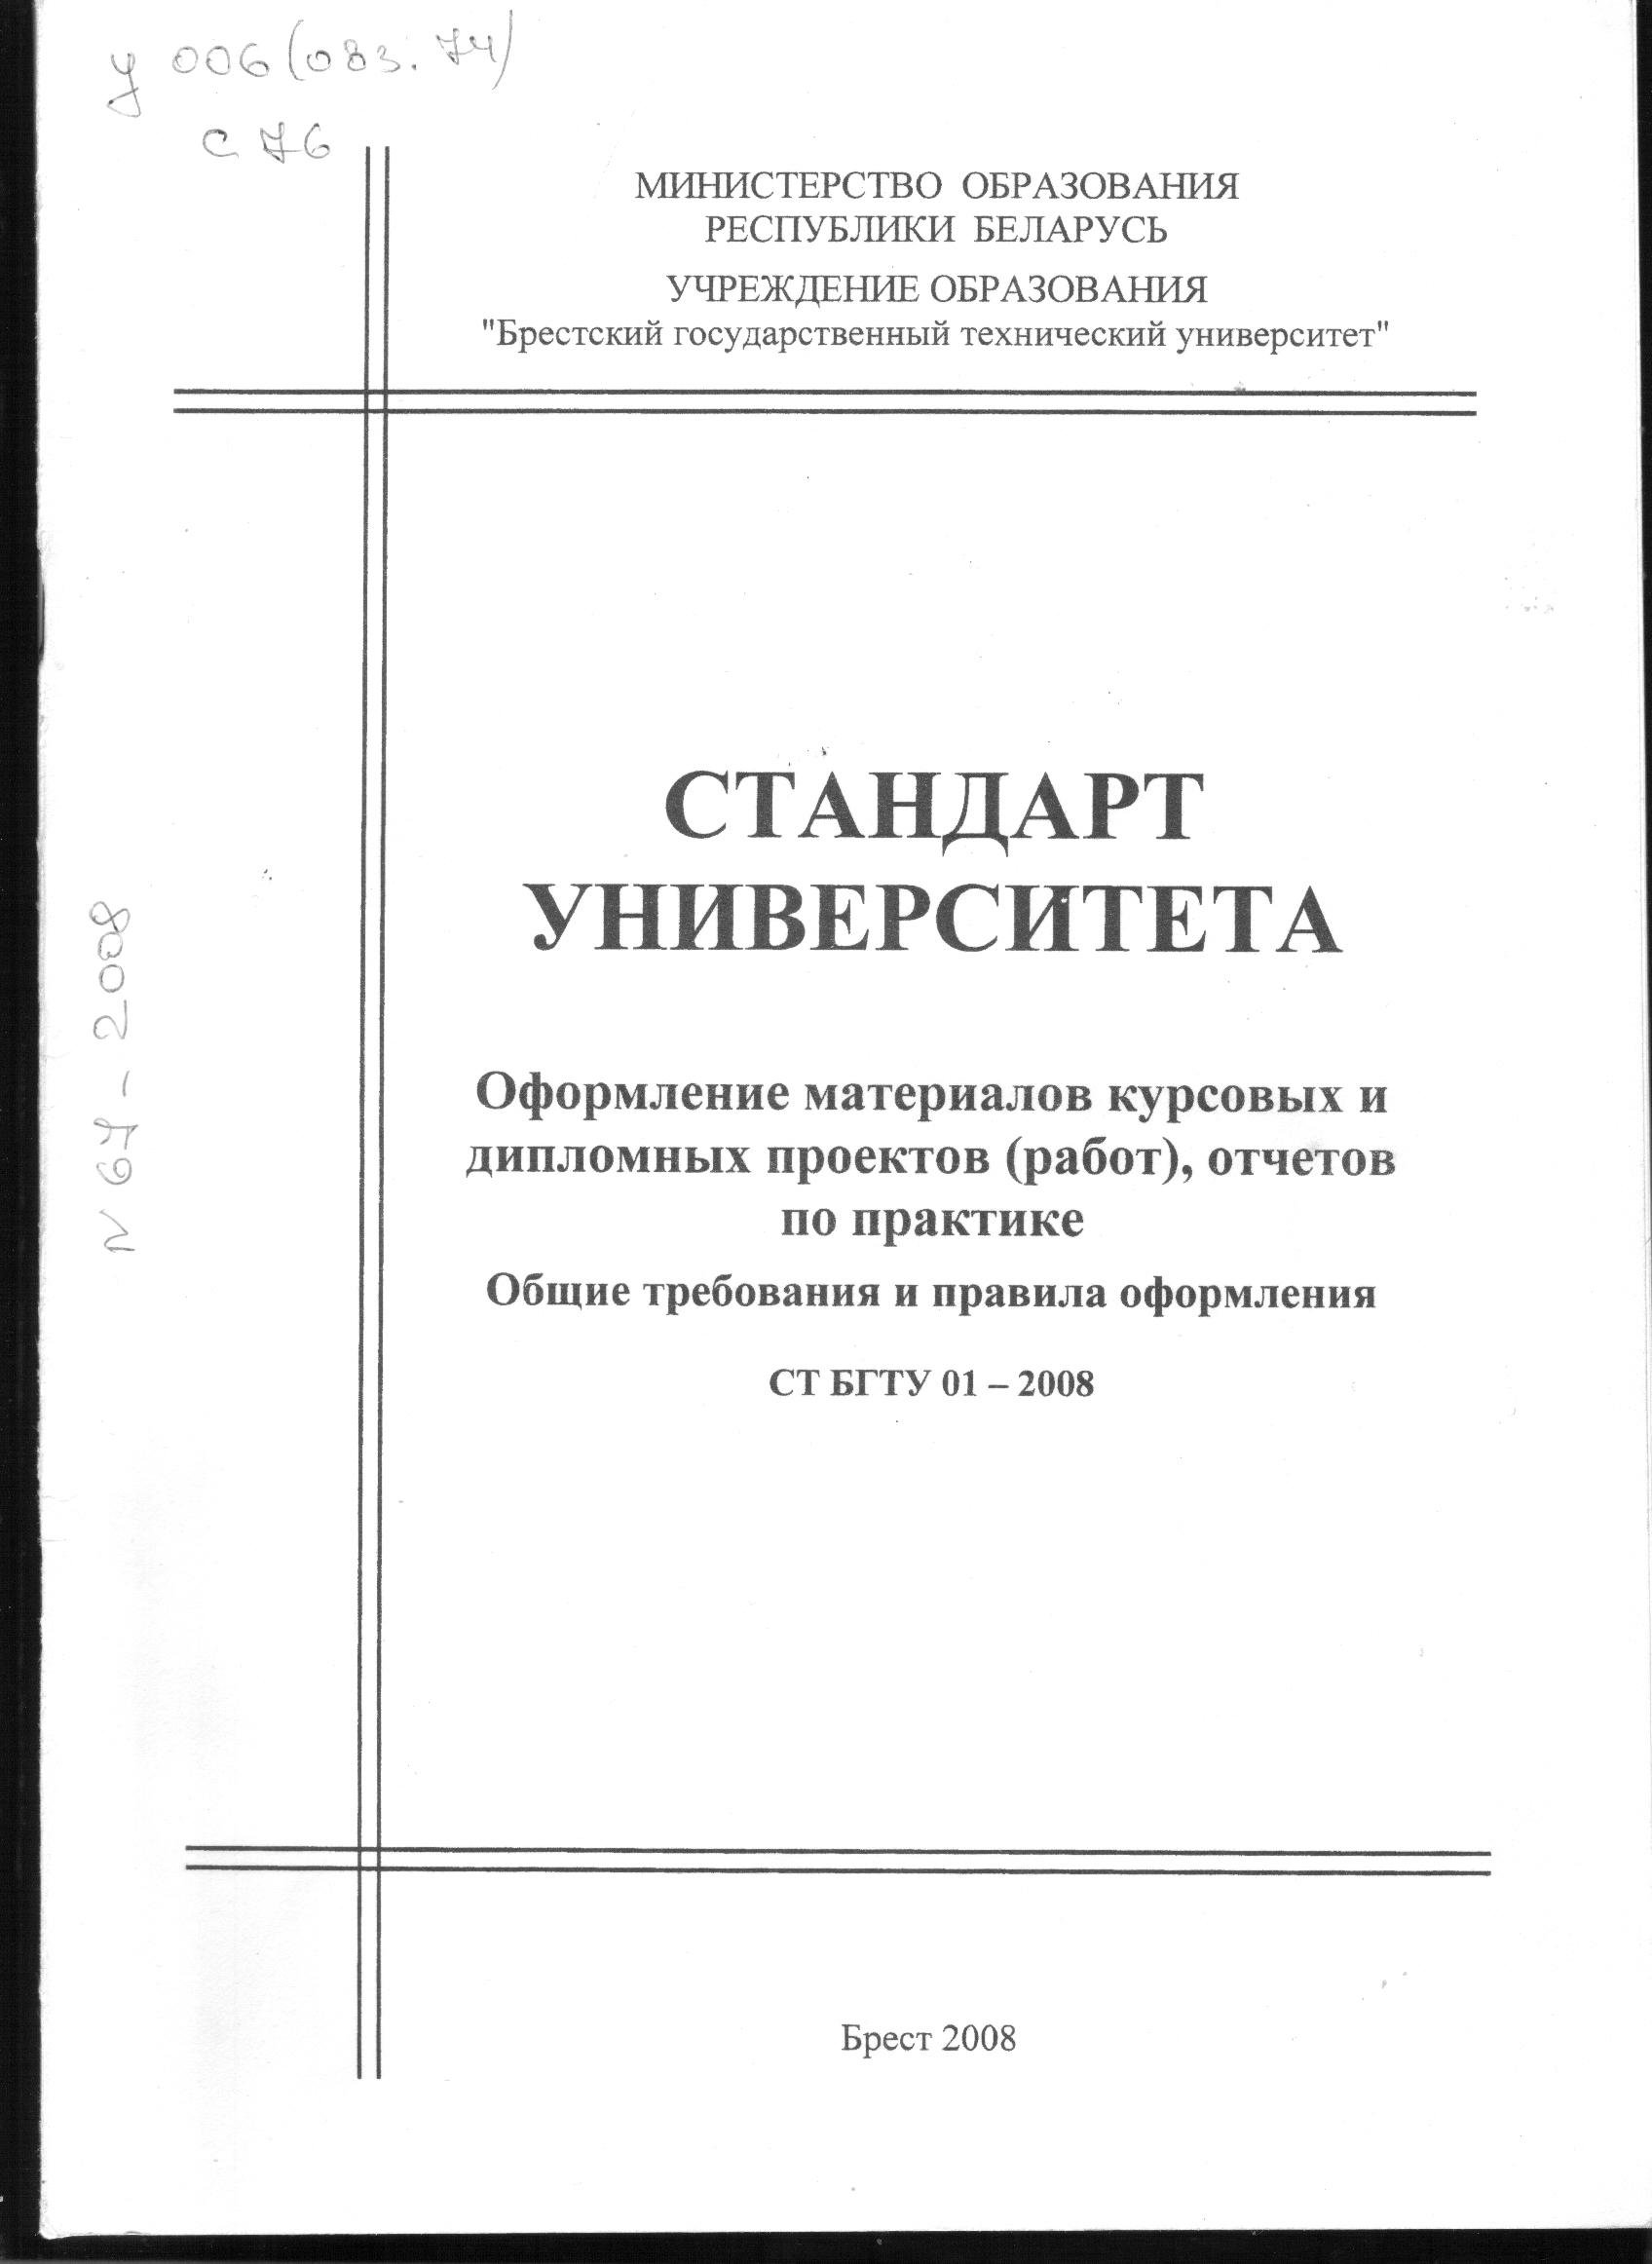 у 006(083.74)
С 76
МИНИСТЕРСТВО ОБРАЗОВАНИЯ
РЕСПУБЛИКИ БЕЛАРУСЬ
УЧРЕЖДЕНИЕ ОБРАЗОВАНИЯ
"Брестский государственный технический университет"
СТАНДАРТ
УНИВЕРСИТЕТА
Оформление материалов курсовых и
дипломных проектов (работ), отчетов
по практике
Общие требования и правила оформления
СТ БГТУ 01 – 2008
N 67 - 2008
Брест 2008